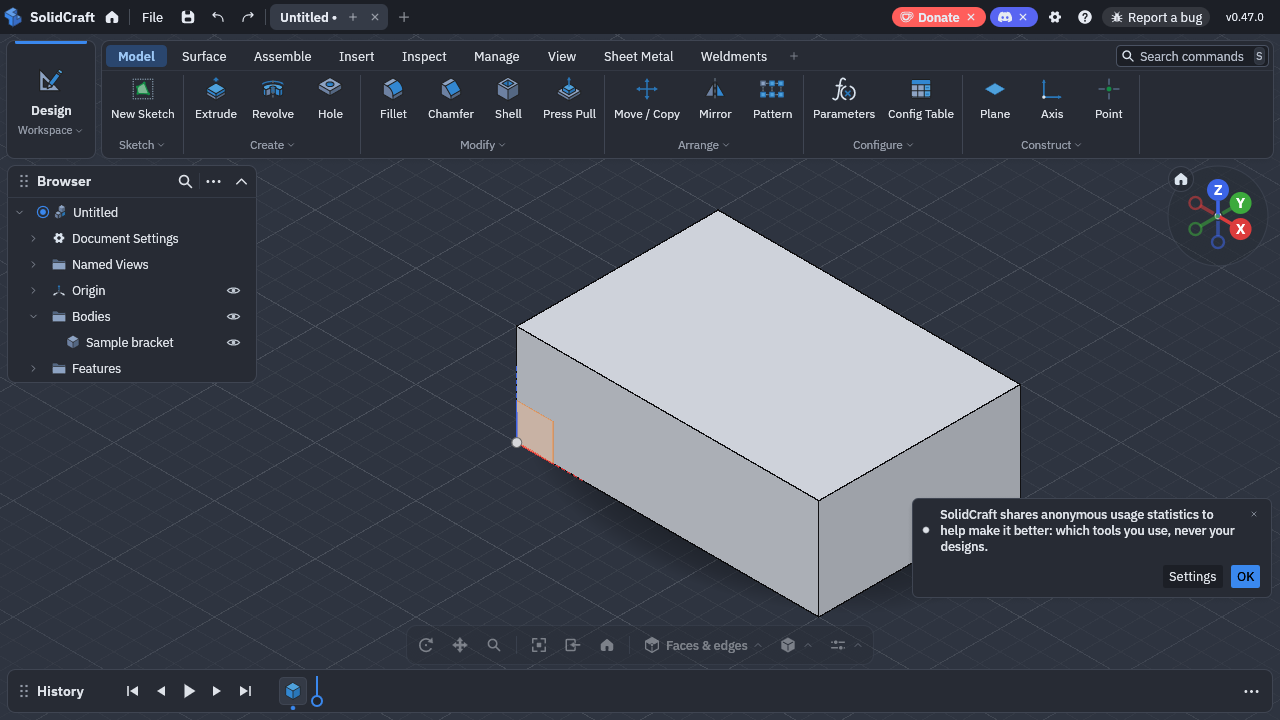 SolidCraft File Untitled • Donate Report a bug v0.47.0
Model Surface Assemble Insert Inspect Manage View Sheet Metal Weldments Search commands S
Design
Workspace
New Sketch Extrude Revolve Hole Fillet Chamfer Shell Press Pull Move / Copy Mirror Pattern Parameters Config Table Plane Axis Point
Sketch Create Modify Arrange Configure Construct
Browser
Untitled
Document Settings
Named Views
Origin
Bodies
Sample bracket
Features
Z
Y
X
SolidCraft shares anonymous usage statistics to
help make it better: which tools you use, never your
designs.
Settings OK
Faces & edges
History